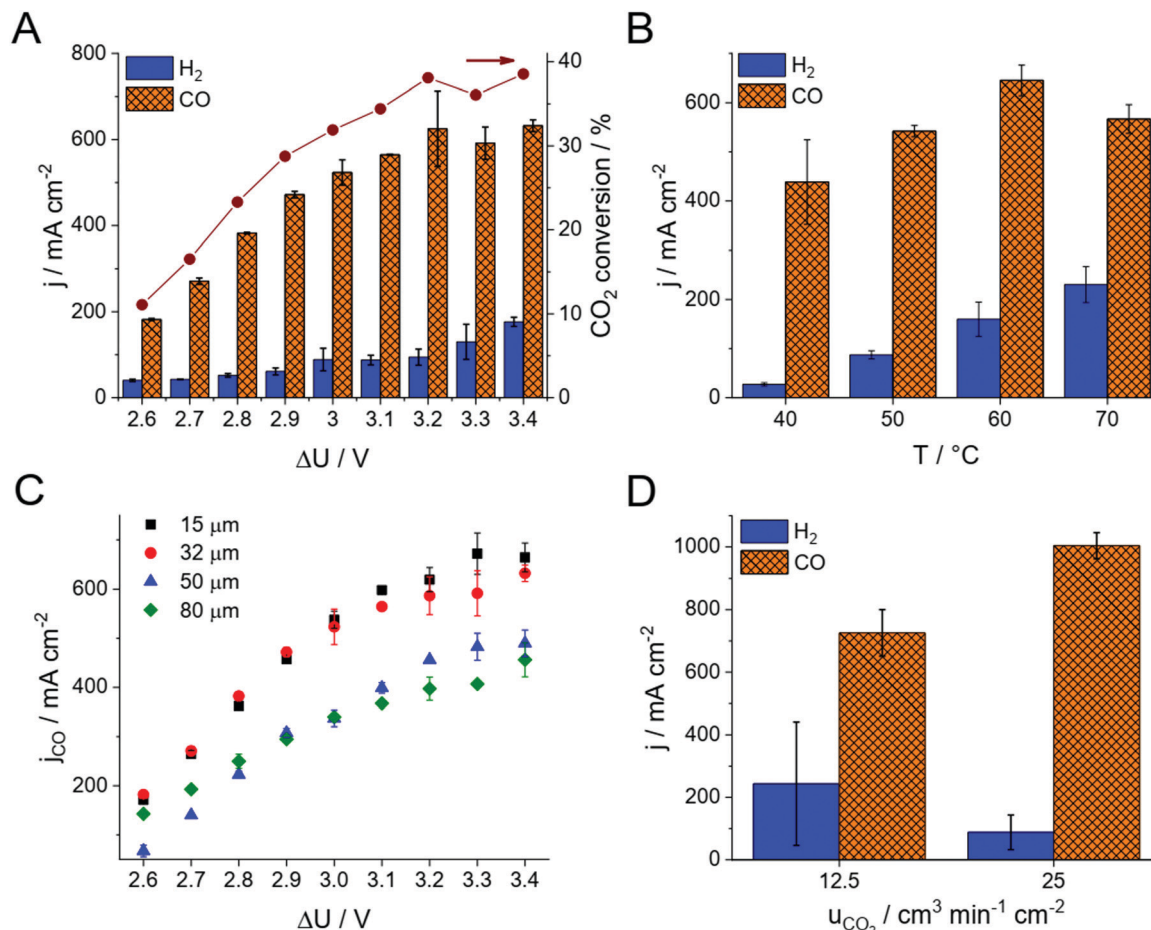 A
H2
CO
800
600
400
200
0
j / mA cm-2
40
30
20
10
0
CO2 conversion / %
2.6 2.7 2.8 2.9 3 3.1 3.2 3.3 3.4
ΔU / V
B
H2
CO
600
400
200
0
j / mA cm-2
40 50 60 70
T / °C
C
15 μm
32 μm
50 μm
80 μm
600
400
200
jCO / mA cm-2
2.6 2.7 2.8 2.9 3.0 3.1 3.2 3.3 3.4
ΔU / V
D
H2
CO
1000
800
600
400
200
0
j / mA cm-2
12.5 25
uCO2 / cm3 min-1 cm-2